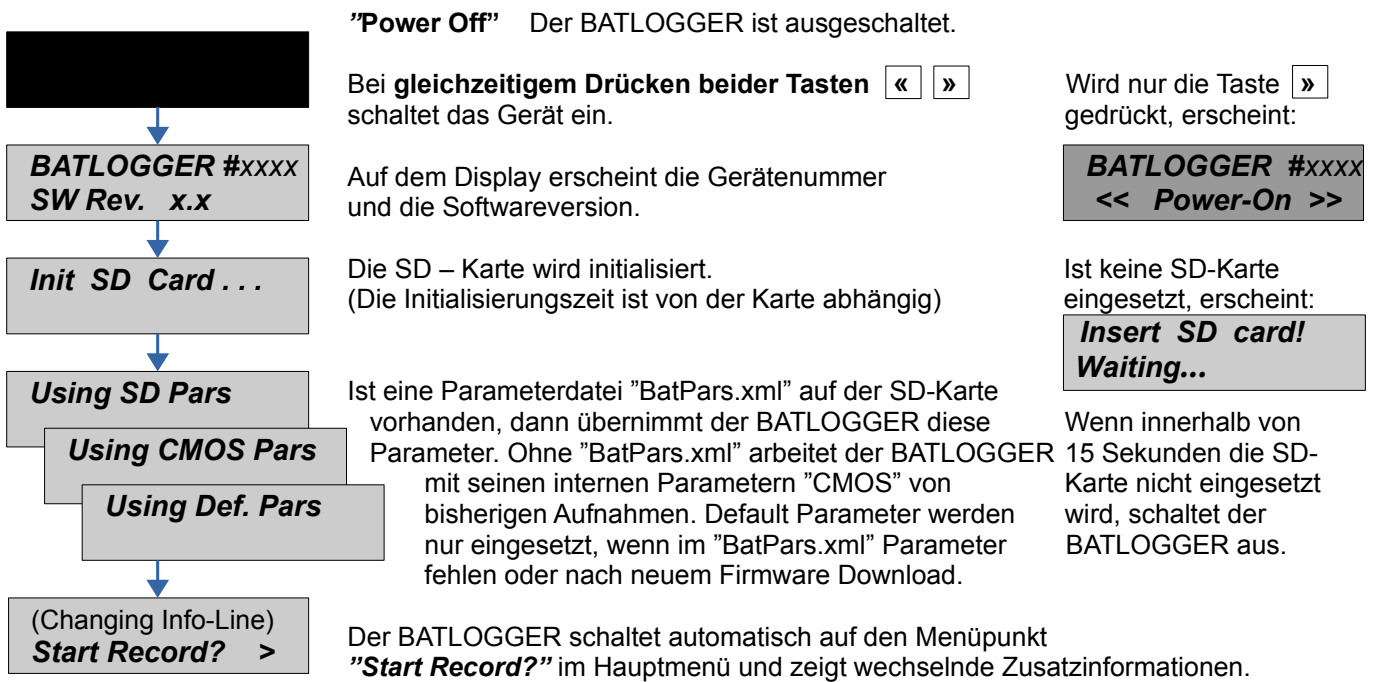 ”Power Off” Der BATLOGGER ist ausgeschaltet.
Bei gleichzeitigem Drücken beider Tasten « »
schaltet das Gerät ein.
Wird nur die Taste »
gedrückt, erscheint:
BATLOGGER #xxxx
SW Rev. x.x
Auf dem Display erscheint die Gerätenummer
und die Softwareversion.
BATLOGGER #xxxx
<< Power-On >>
Init SD Card . . .
Die SD – Karte wird initialisiert.
(Die Initialisierungszeit ist von der Karte abhängig)
Ist keine SD-Karte
eingesetzt, erscheint:
Insert SD card!
Waiting...
Using SD Pars
Using CMOS Pars
Using Def. Pars
Ist eine Parameterdatei ”BatPars.xml” auf der SD-Karte
vorhanden, dann übernimmt der BATLOGGER diese
Parameter. Ohne ”BatPars.xml” arbeitet der BATLOGGER
mit seinen internen Parametern ”CMOS” von
bisherigen Aufnahmen. Default Parameter werden
nur eingesetzt, wenn im ”BatPars.xml” Parameter
fehlen oder nach neuem Firmware Download.
Wenn innerhalb von
15 Sekunden die SD-
Karte nicht eingesetzt
wird, schaltet der
BATLOGGER aus.
(Changing Info-Line)
Start Record? >
Der BATLOGGER schaltet automatisch auf den Menüpunkt
”Start Record?” im Hauptmenü und zeigt wechselnde Zusatzinformationen.